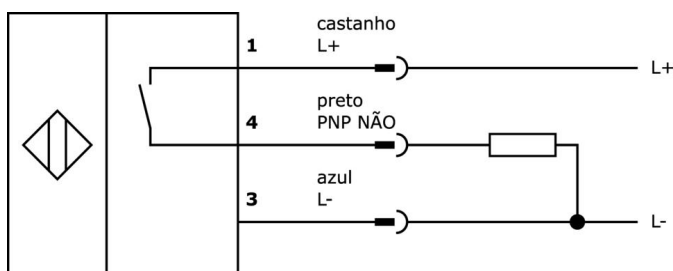 castanho
1 L+
L+
preto
4 PNP NÃO
azul
3 L-
L-